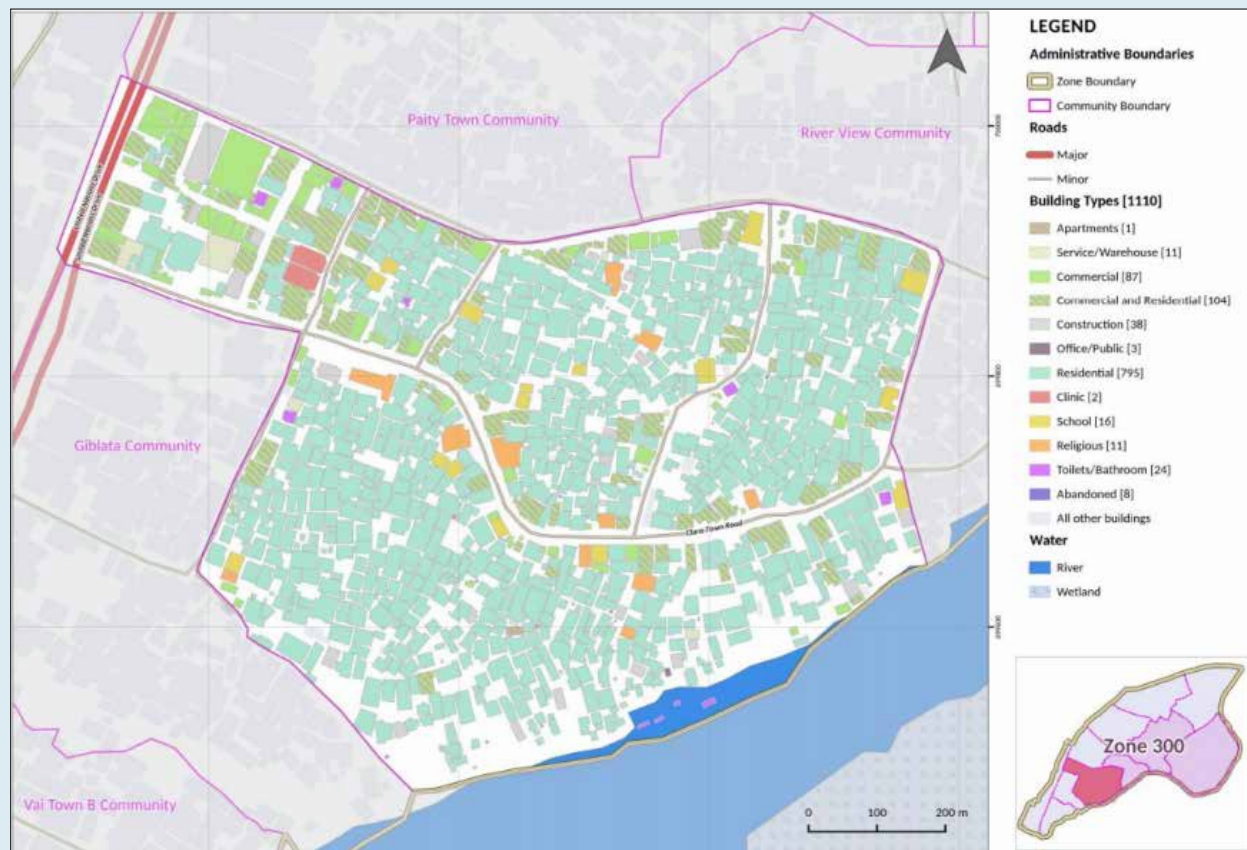 LEGEND
Administrative Boundaries
Zone Boundary
Community Boundary
Roads
Major
Minor
Building Types [1110]
Apartments [1]
Service/Warehouse [11]
Commercial [87]
Commercial and Residential [104]
Construction [38]
Office/Public [3]
Residential [795]
Clinic [2]
School [16]
Religious [11]
Toilets/Bathroom [24]
Abandoned [8]
All other buildings
Water
River
Wetland
Paity Town Community
River View Community
Giblata Community
Vai Town B Community
Clara Town Road
0 100 200 m
Zone 300